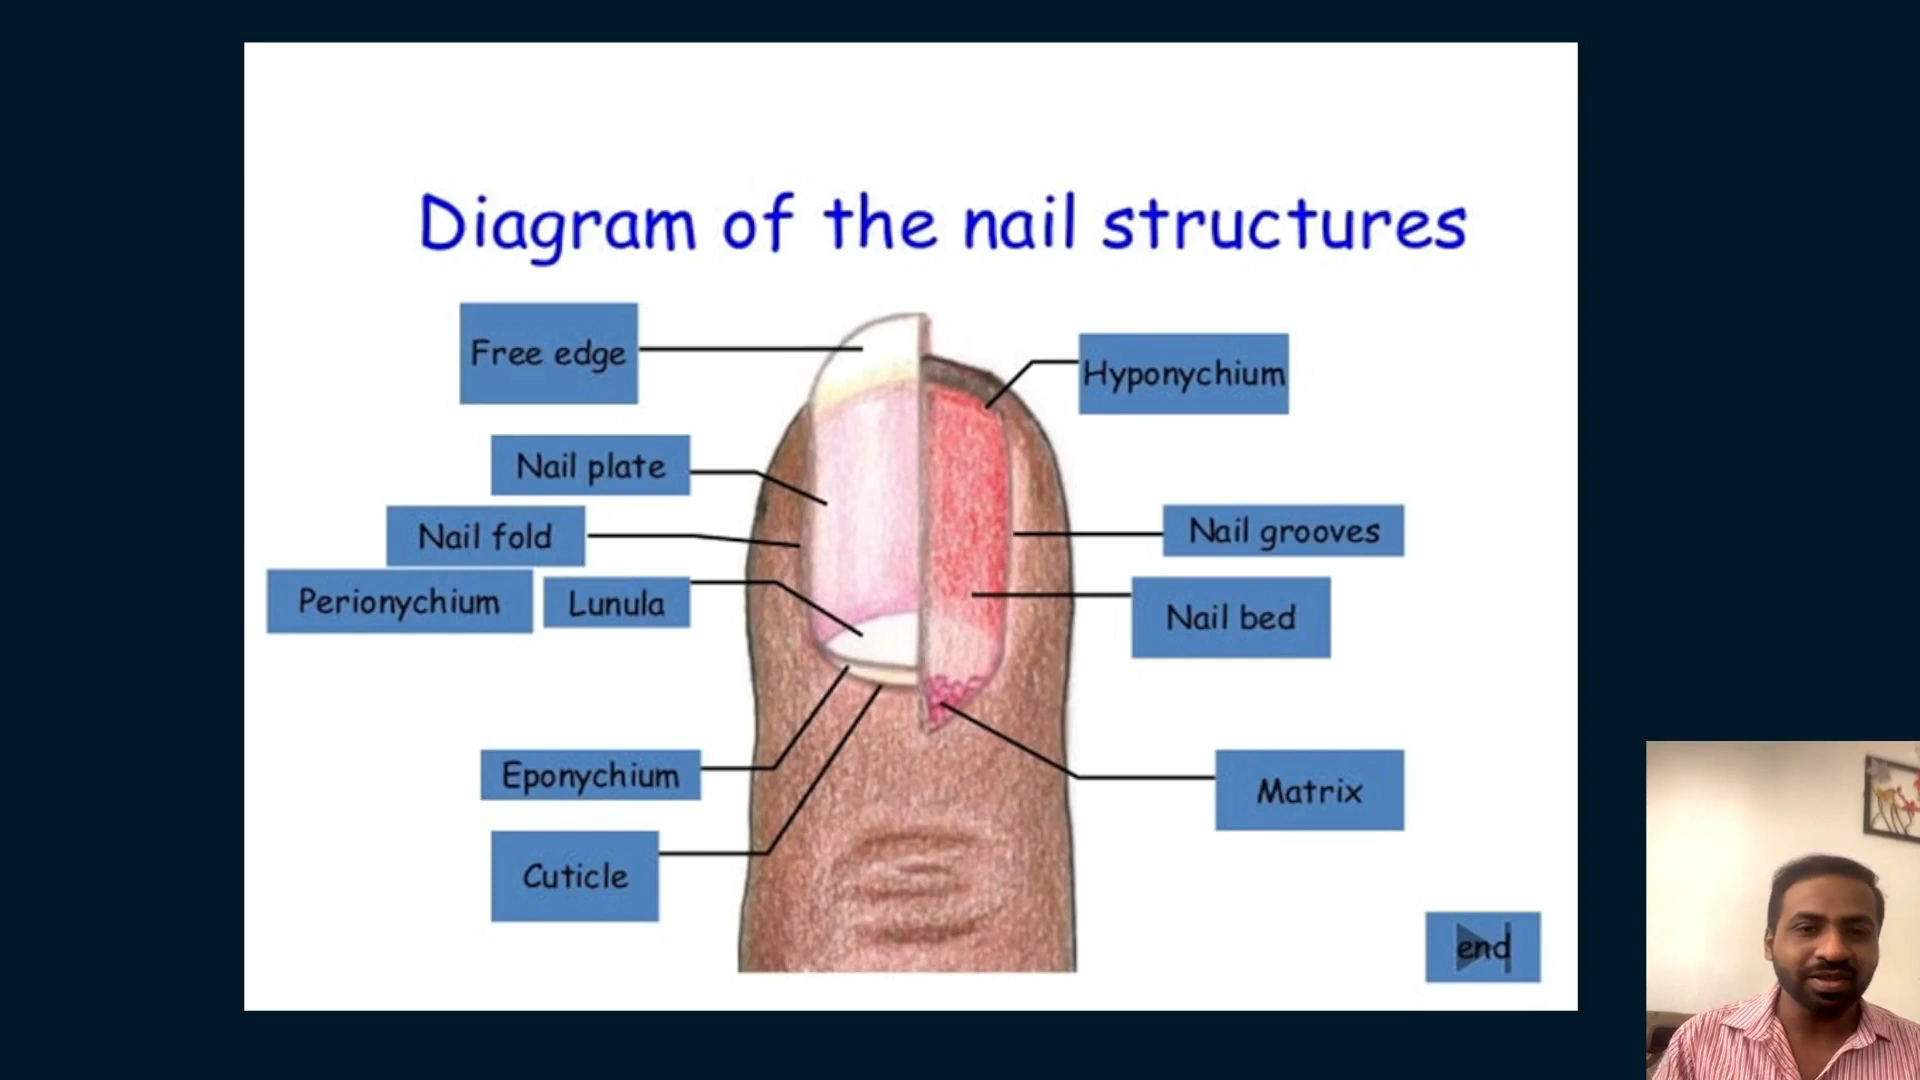 Diagram of the nail structures
Free edge
Hyponychium
Nail plate
Nail fold
Nail grooves
Perionychium
Lunula
Nail bed
Eponychium
Matrix
Cuticle
end